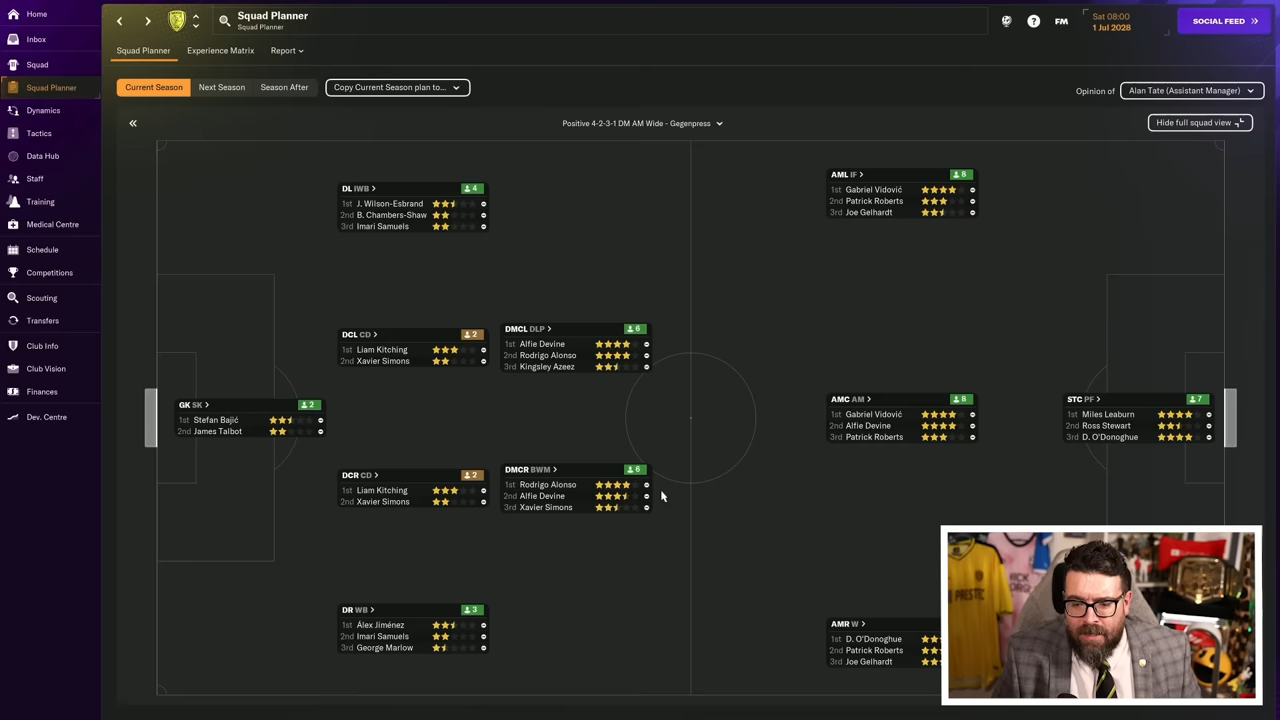 Home
Inbox
Squad
Squad Planner
Dynamics
Tactics
Data Hub
Staff
Training
Medical Centre
Schedule
Competitions
Scouting
Transfers
Club Info
Club Vision
Finances
Dev. Centre
Squad Planner
Squad Planner
FM
Sat 08:00
1 Jul 2028
SOCIAL FEED
Squad Planner Experience Matrix Report
Current Season Next Season Season After Copy Current Season plan to...
Opinion of Alan Tate (Assistant Manager)
Positive 4-2-3-1 DM AM Wide - Gegenpress
Hide full squad view
DL IWB 4
1st J. Wilson-Esbrand
2nd B. Chambers-Shaw
3rd Imari Samuels
AML IF 8
1st Gabriel Vidović
2nd Patrick Roberts
3rd Joe Gelhardt
DCL CD 2
1st Liam Kitching
2nd Xavier Simons
DMCL DLP 6
1st Alfie Devine
2nd Rodrigo Alonso
3rd Kingsley Azeez
GK SK 2
1st Stefan Bajić
2nd James Talbot
AMC AM 8
1st Gabriel Vidović
2nd Alfie Devine
3rd Patrick Roberts
STC PF 7
1st Miles Leaburn
2nd Ross Stewart
3rd D. O'Donoghue
DCR CD 2
1st Liam Kitching
2nd Xavier Simons
DMCR BWM 6
1st Rodrigo Alonso
2nd Alfie Devine
3rd Xavier Simons
DR WB 3
1st Álex Jiménez
2nd Imari Samuels
3rd George Marlow
AMR W
1st D. O'Donoghue
2nd Patrick Roberts
3rd Joe Gelhardt